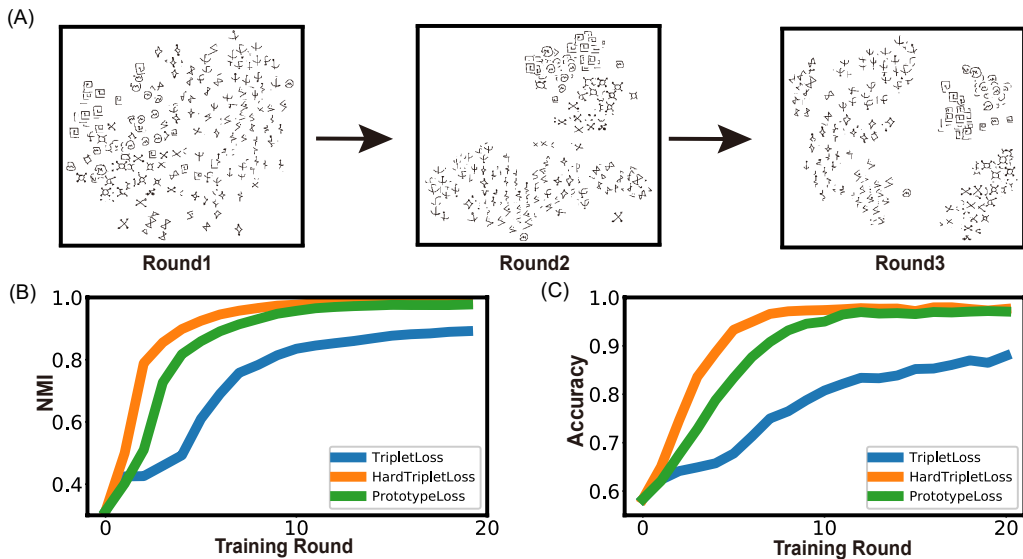 (A)
Round1
Round2
Round3
(B)
1.0
0.8
0.6
0.4
NMI
0
10
20
Training Round
TripletLoss
HardTripletLoss
PrototypeLoss
(C)
1.0
0.9
0.8
0.7
0.6
Accuracy
0
10
20
Training Round
TripletLoss
HardTripletLoss
PrototypeLoss